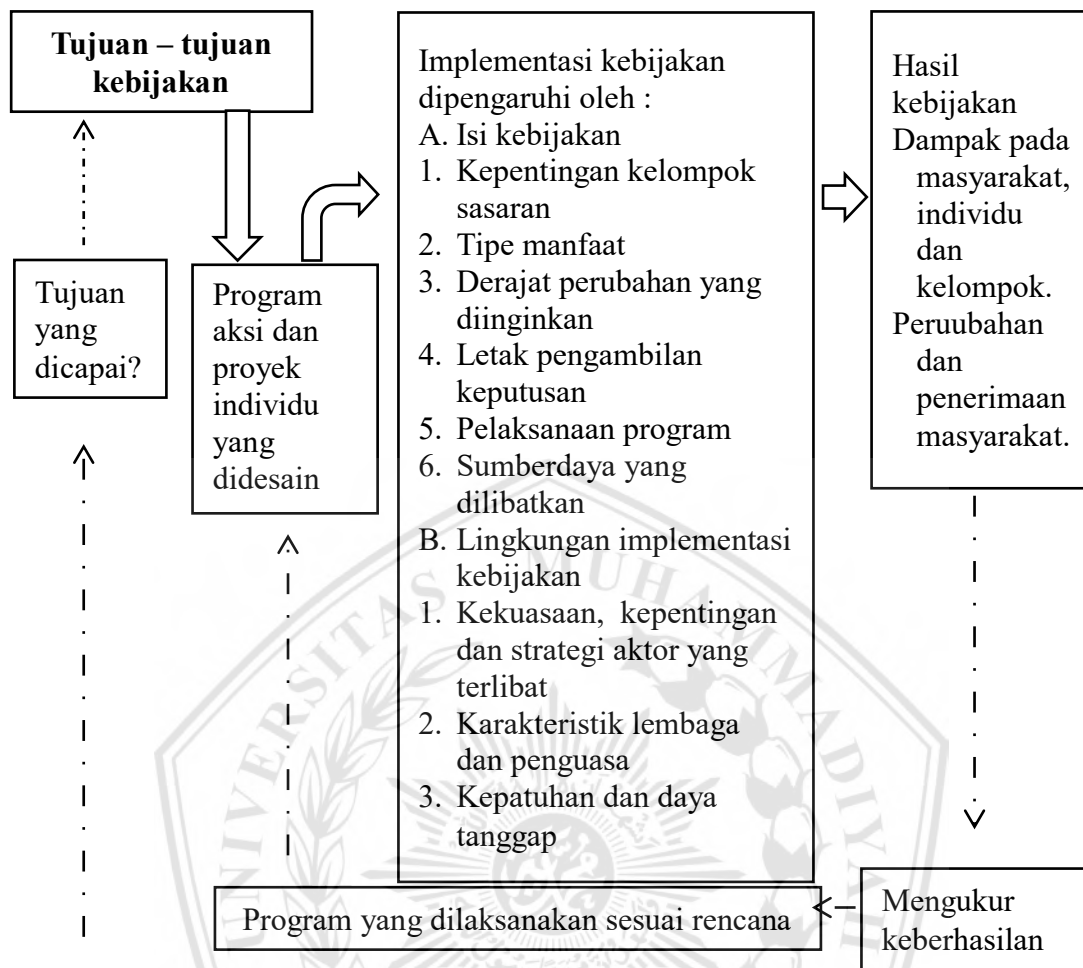 Tujuan – tujuan
kebijakan
Tujuan
yang
dicapai?
Program
aksi dan
proyek
individu
yang
didesain
Implementasi kebijakan
dipengaruhi oleh :
A. Isi kebijakan
1. Kepentingan kelompok
sasaran
2. Tipe manfaat
3. Derajat perubahan yang
diinginkan
4. Letak pengambilan
keputusan
5. Pelaksanaan program
6. Sumberdaya yang
dilibatkan
B. Lingkungan implementasi
kebijakan
1. Kekuasaan, kepentingan
dan strategi aktor yang
terlibat
2. Karakteristik lembaga
dan penguasa
3. Kepatuhan dan daya
tanggap
Hasil
kebijakan
Dampak pada
masyarakat,
individu
dan
kelompok.
Peruubahan
dan
penerimaan
masyarakat.
Mengukur
keberhasilan
Program yang dilaksanakan sesuai rencana
UNIVERSITAS MUHAMMADIYAH